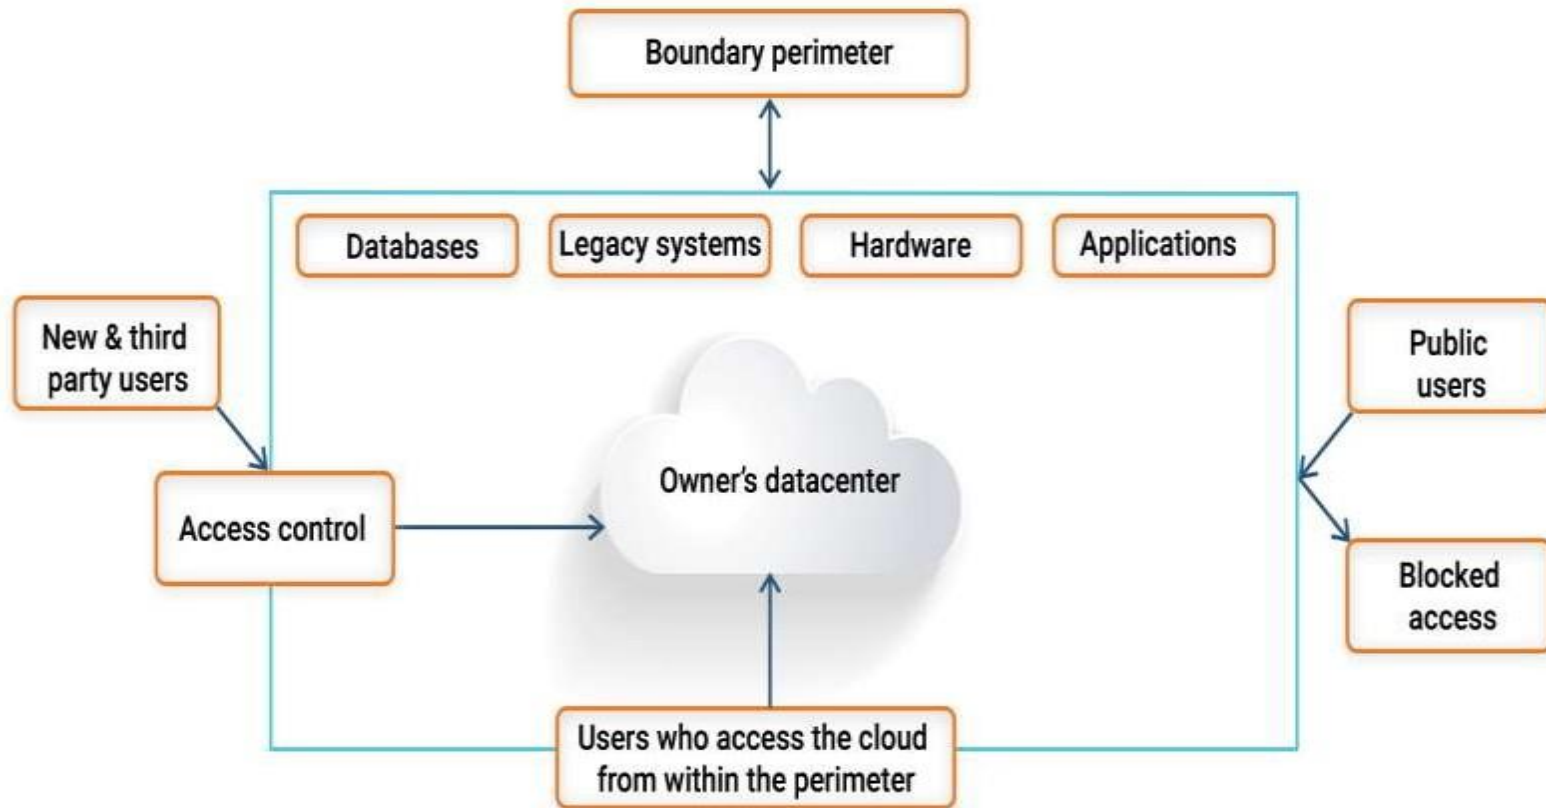 Boundary perimeter
Databases
Legacy systems
Hardware
Applications
New & third
party users
Public
users
Owner's datacenter
Access control
Blocked
access
Users who access the cloud
from within the perimeter